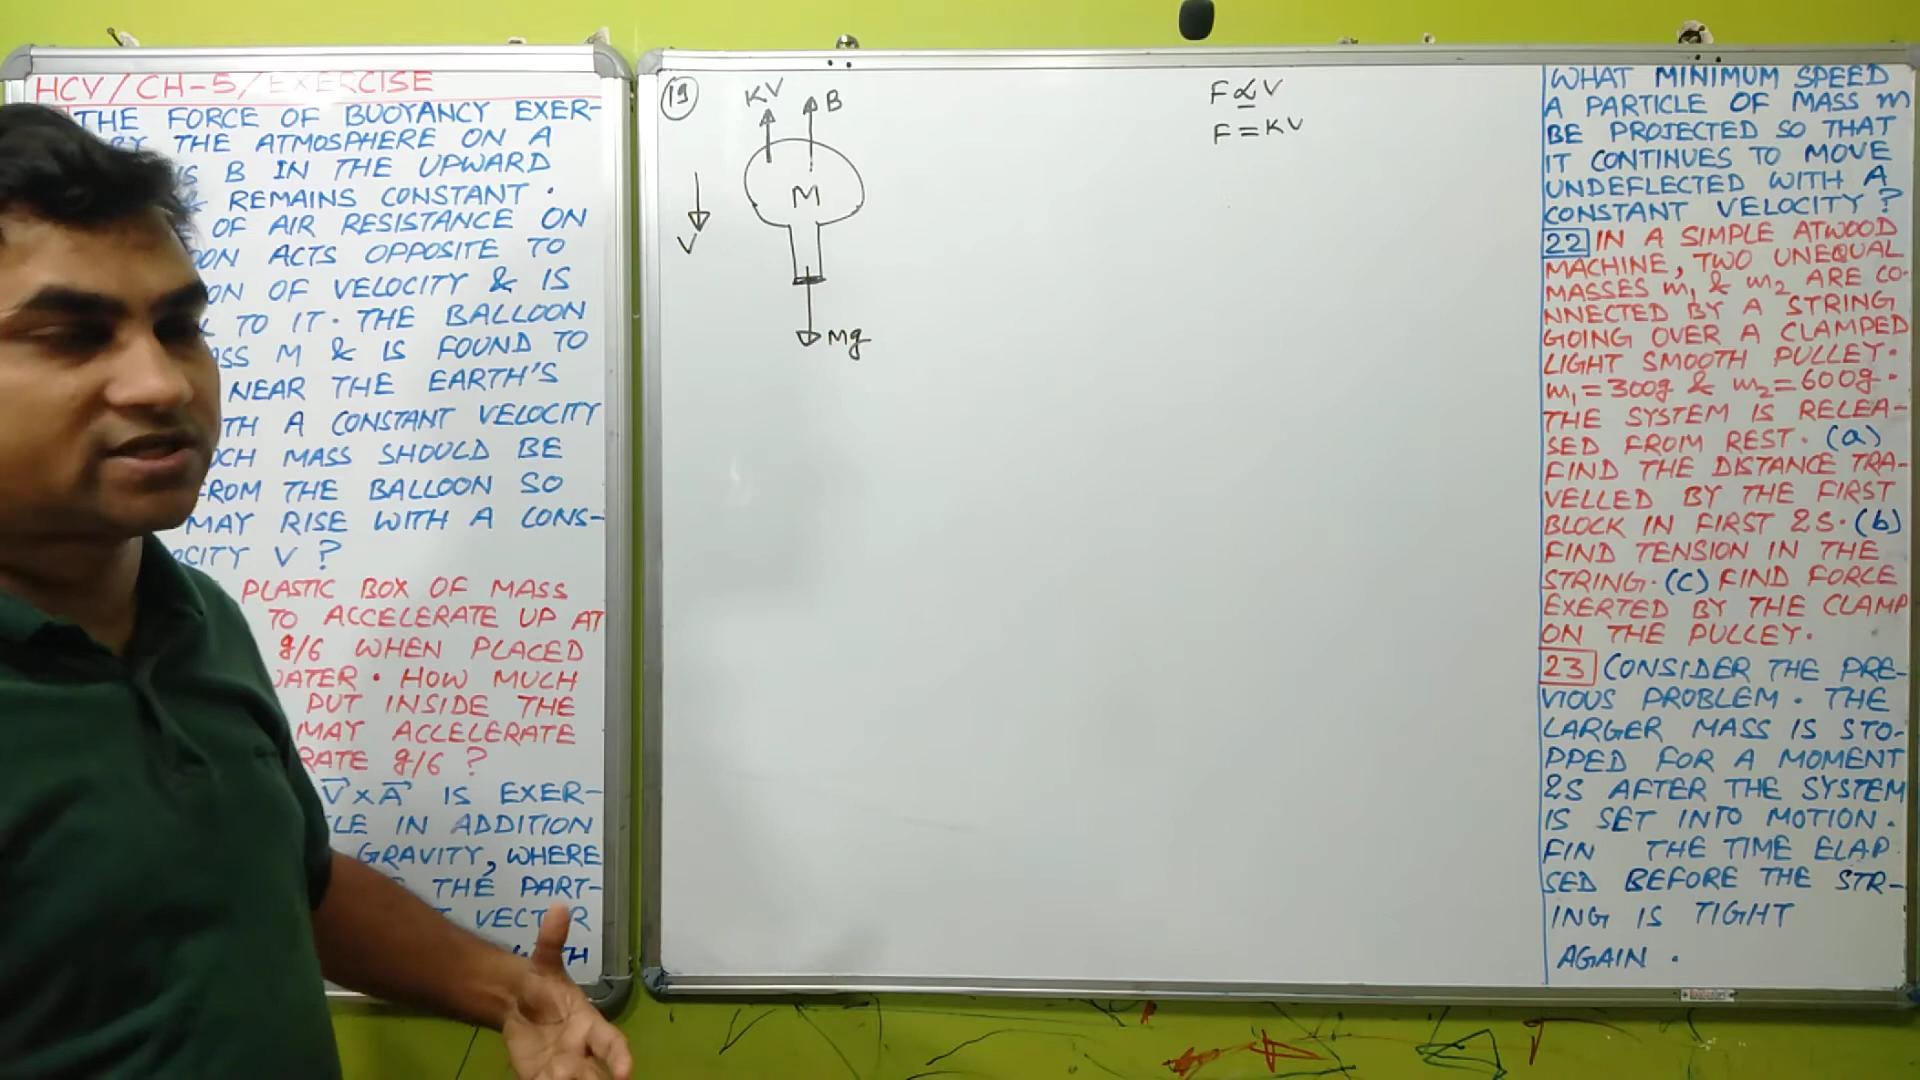 HCV/CH-5/EXERCISE
THE FORCE OF BUOYANCY EXER-
BY THE ATMOSPHERE ON A
IS B IN THE UPWARD
& REMAINS CONSTANT.
OF AIR RESISTANCE ON
ACTS OPPOSITE TO
OF VELOCITY & IS
TO IT. THE BALLOON
M & IS FOUND TO
NEAR THE EARTH'S
A CONSTANT VELOCITY
MASS SHOULD BE
FROM THE BALLOON SO
MAY RISE WITH A CONS-
V ?
PLASTIC BOX OF MASS
TO ACCELERATE UP AT
g/6 WHEN PLACED
HOW MUCH
PUT INSIDE THE
MAY ACCELERATE
RATE g/6 ?
V×A IS EXER-
IN ADDITION
GRAVITY, WHERE
THE PART-
VECTOR
19
KV
B
M
V
Mg
F∝V
F=KV
WHAT MINIMUM SPEED
A PARTICLE OF MASS m
BE PROJECTED SO THAT
IT CONTINUES TO MOVE
UNDEFLECTED WITH A
CONSTANT VELOCITY?
22 IN A SIMPLE ATWOOD
MACHINE, TWO UNEQUAL
MASSES m₁ & m₂ ARE CO-
NNECTED BY A STRING
GOING OVER A CLAMPED
LIGHT SMOOTH PULLEY.
m₁=300g & m₂=600g.
THE SYSTEM IS RELEA-
SED FROM REST. (a)
FIND THE DISTANCE TRA-
VELLED BY THE FIRST
BLOCK IN FIRST 2S. (b)
FIND TENSION IN THE
STRING. (C) FIND FORCE
EXERTED BY THE CLAMP
ON THE PULLEY.
23 CONSIDER THE PRE-
VIOUS PROBLEM. THE
LARGER MASS IS STO-
PPED FOR A MOMENT
2S AFTER THE SYSTEM
IS SET INTO MOTION.
FIN THE TIME ELAP
SED BEFORE THE STR-
ING IS TIGHT
AGAIN.